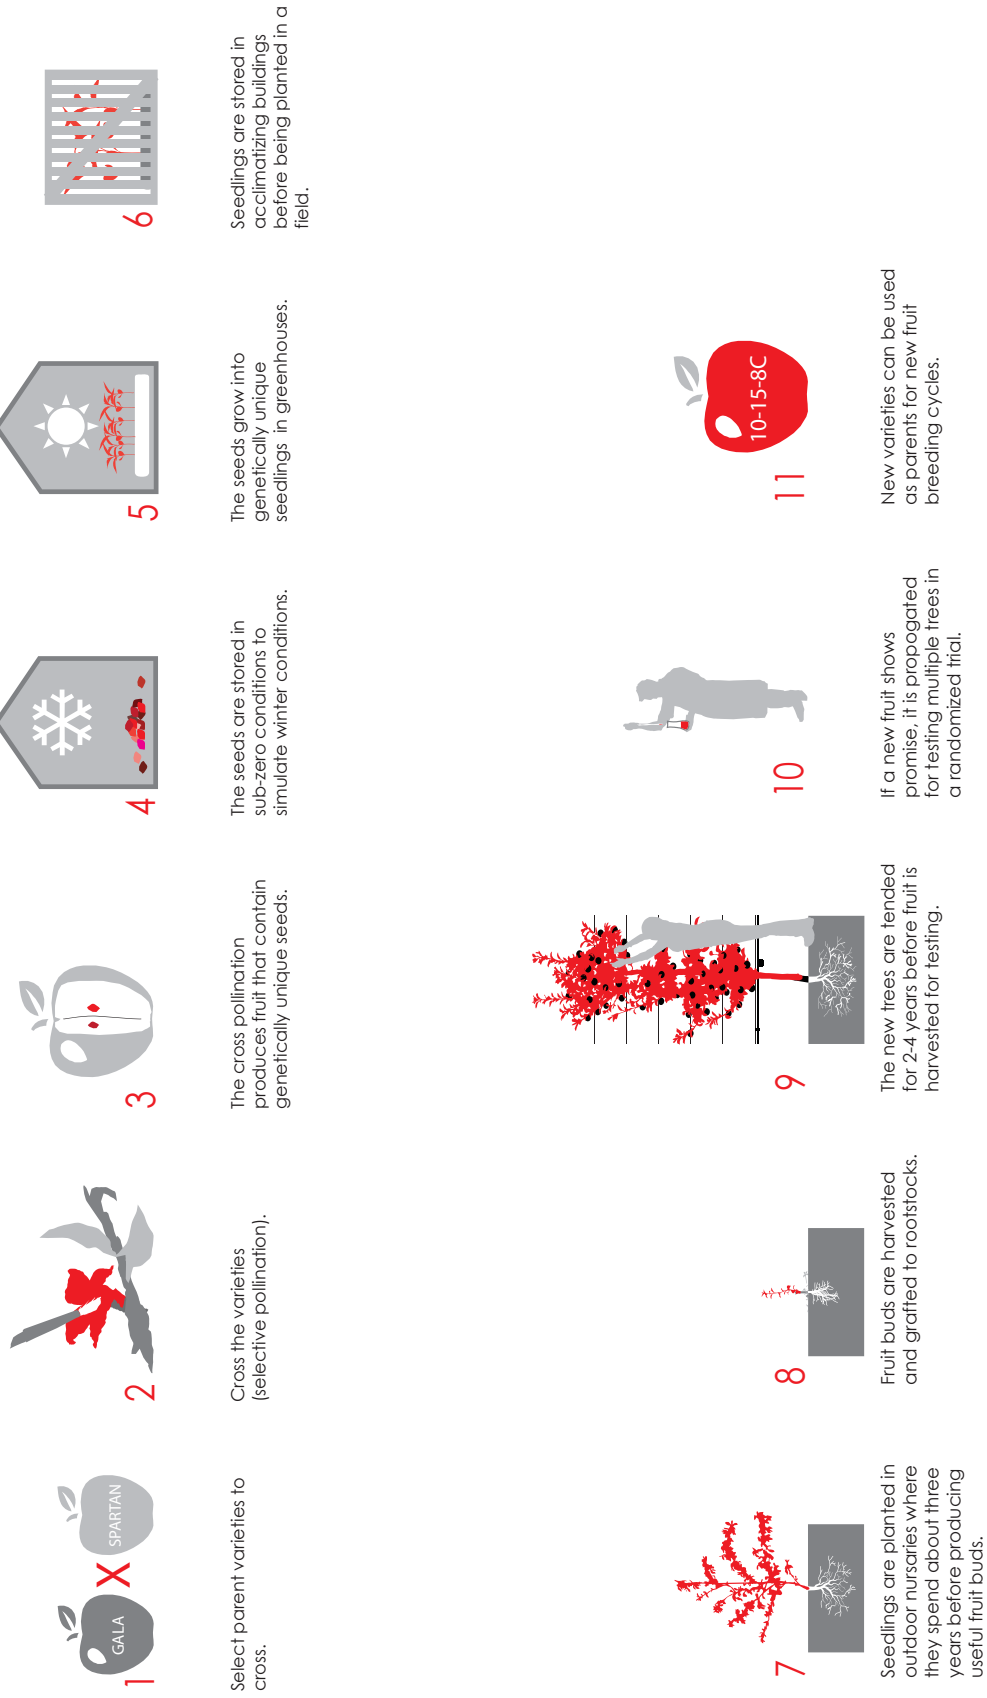 GALA
X
SPARTAN
1
Select parent varieties to
cross.
2
Cross the varieties
(selective pollination).
3
The cross pollination
produces fruit that contain
genetically unique seeds.
4
The seeds are stored in
sub-zero conditions to
simulate winter conditions.
5
The seeds grow into
genetically unique
seedlings in greenhouses.
6
Seedlings are stored in
acclimatizing buildings
before being planted in a
field.
7
Seedlings are planted in
outdoor nursaries where
they spend about three
years before producing
useful fruit buds.
8
Fruit buds are harvested
and grafted to rootstocks.
9
The new trees are tended
for 2-4 years before fruit is
harvested for testing.
10
If a new fruit shows
promise, it is propogated
for testing multiple trees in
a randomized trial.
10-15-8C
11
New varieties can be used
as parents for new fruit
breeding cycles.